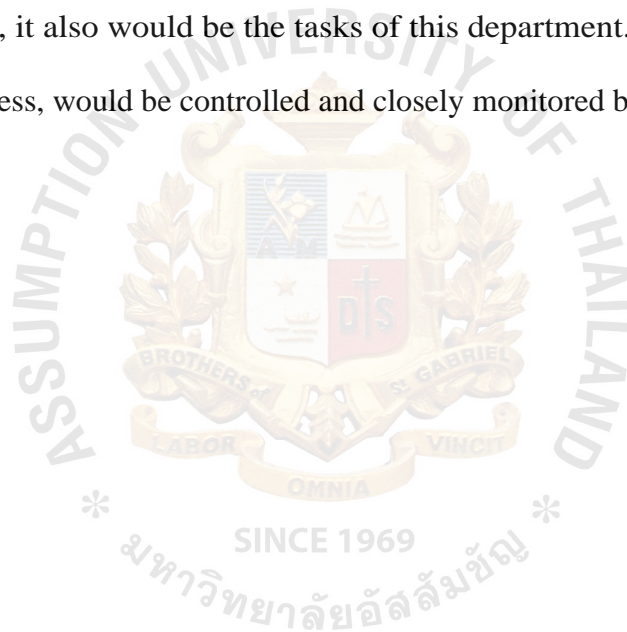 , it also would be the tasks of this department.
ess, would be controlled and closely monitored b
ASSUMPTION UNIVERSITY OF THAILAND
A M
D S
BROTHERS of St GABRIEL
LABOR
OMNIA
VINCIT
* SINCE 1969 *
มหาวิทยาลัยอัสสัมชัญ